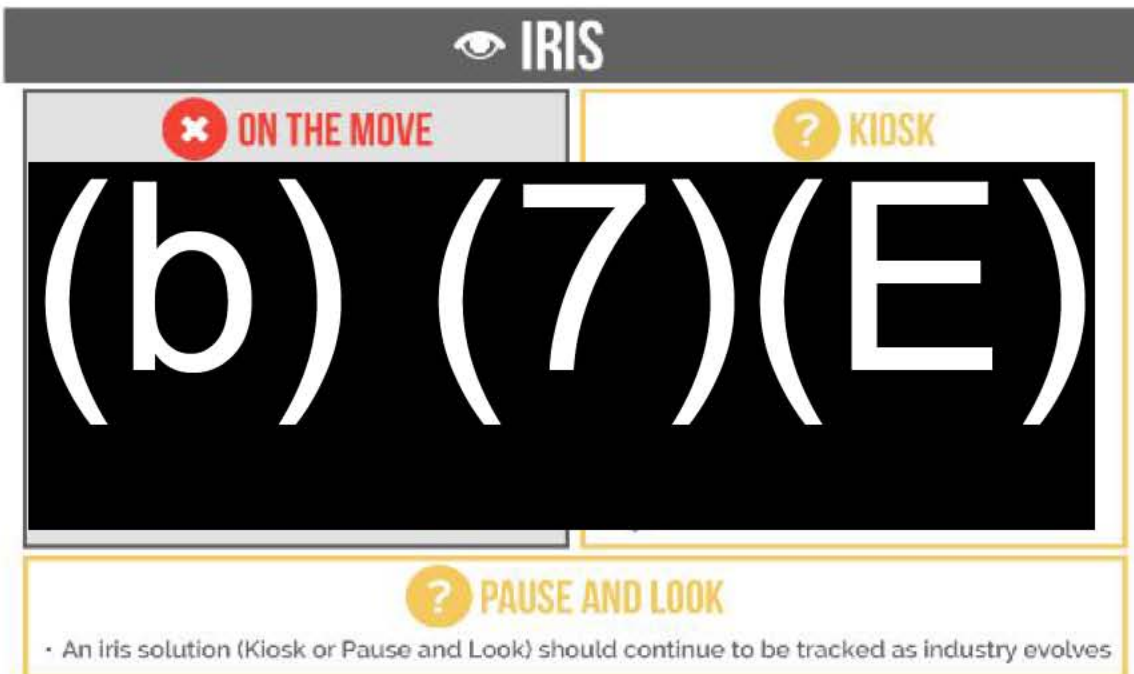 IRIS
ON THE MOVE
KIOSK
(b) (7)(E)
PAUSE AND LOOK
· An iris solution (Kiosk or Pause and Look) should continue to be tracked as industry evolves